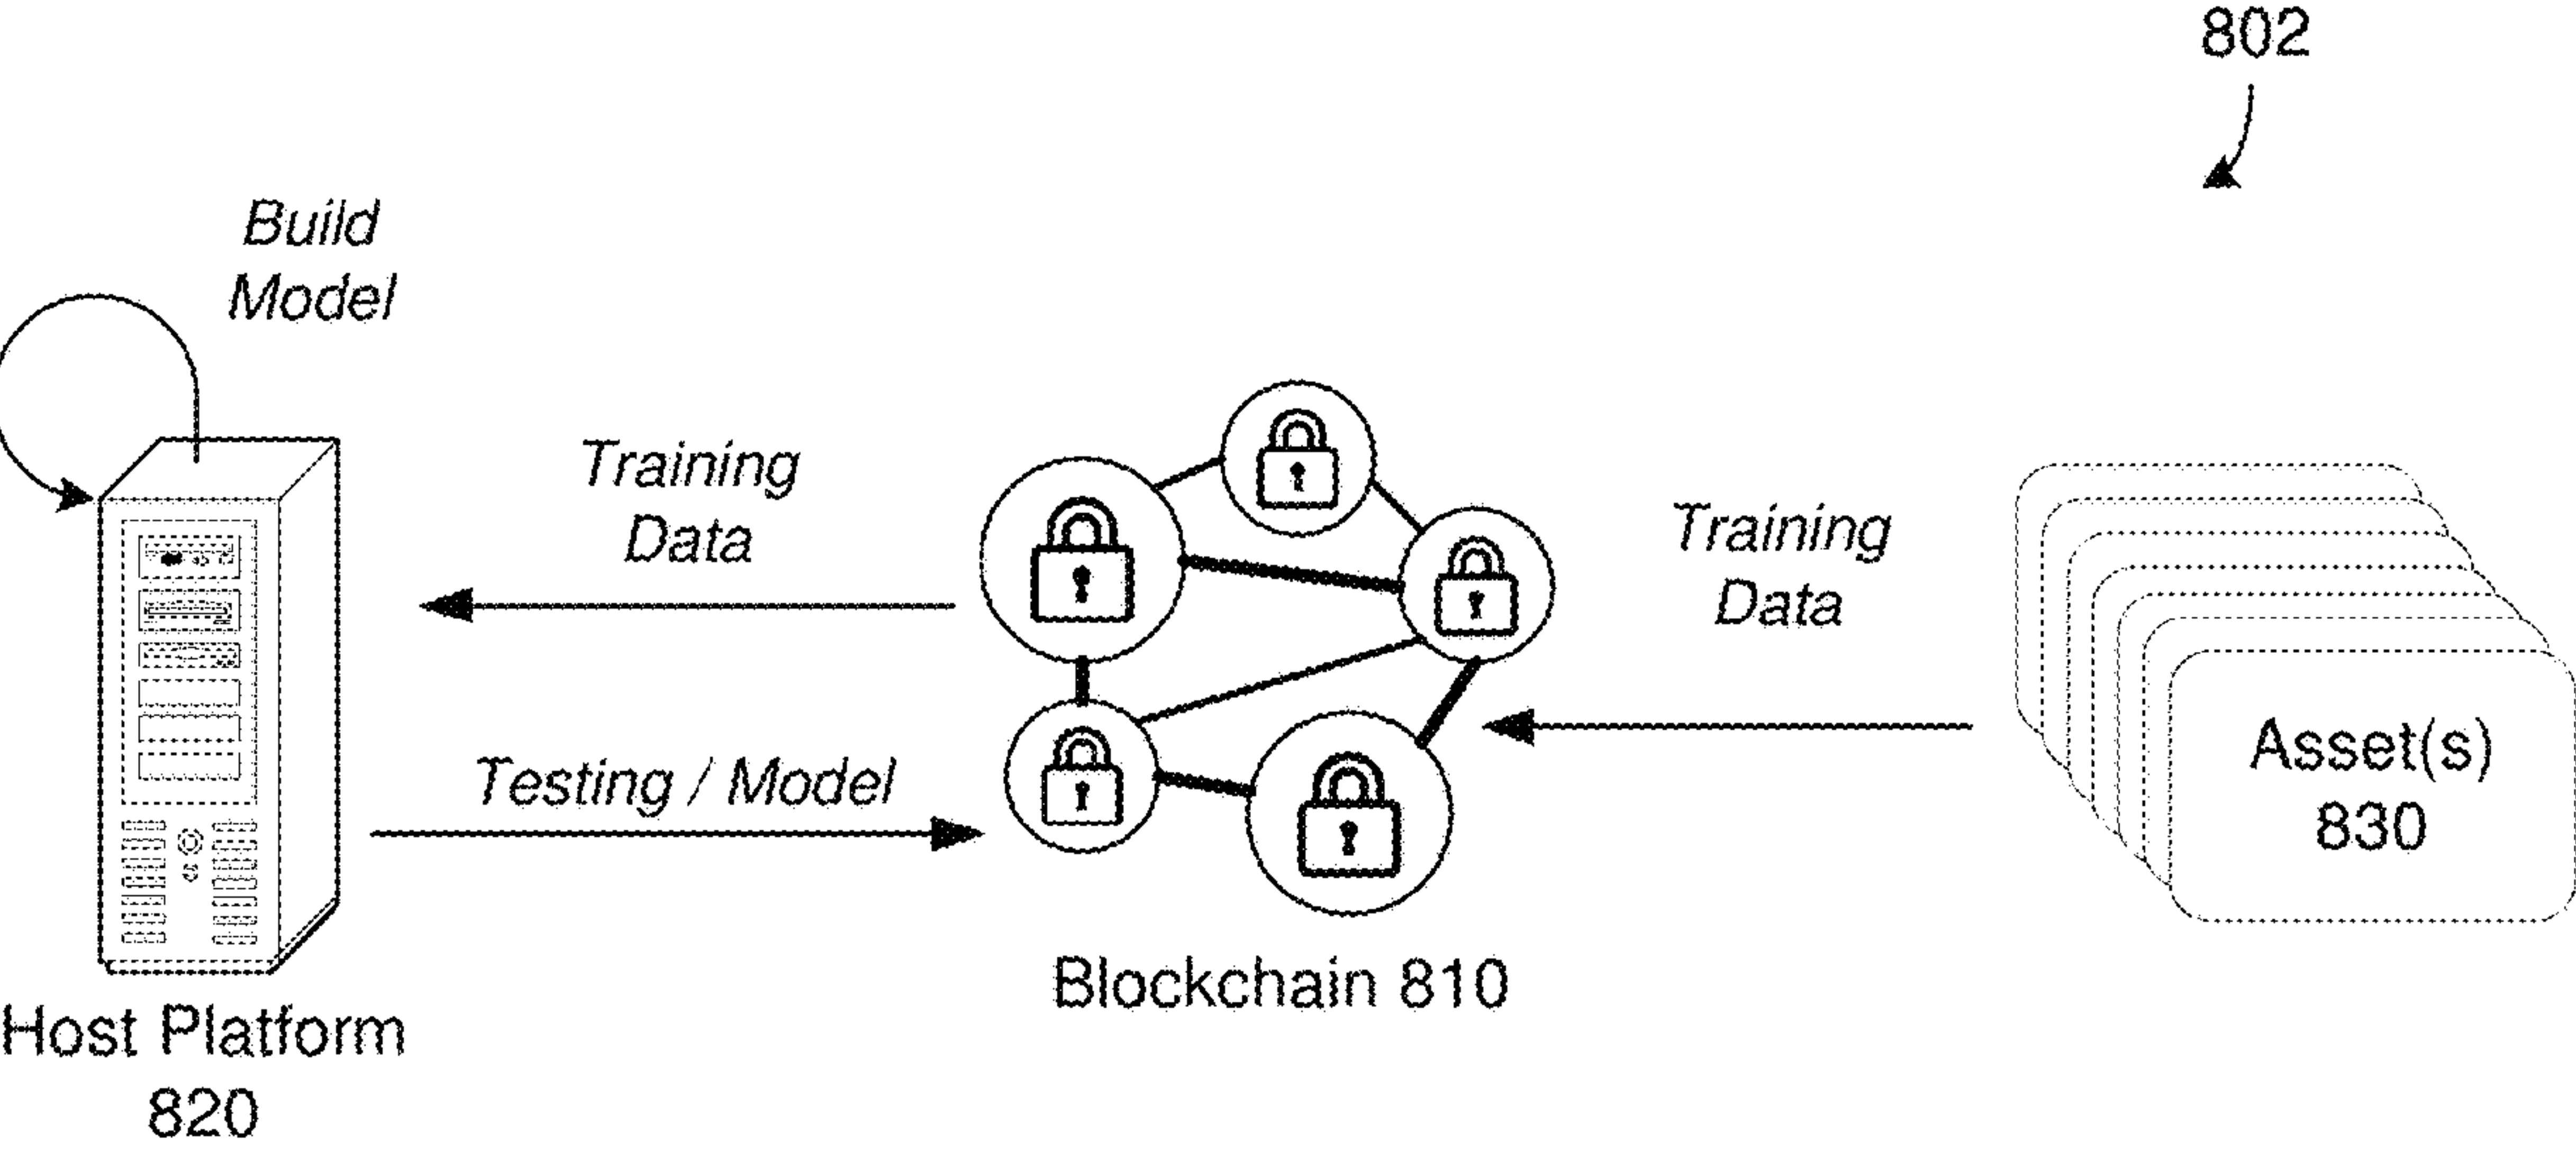 802
Build
Model
Training
Data
Training
Data
Testing / Model
Asset(s)
830
Blockchain 810
Host Platform
820